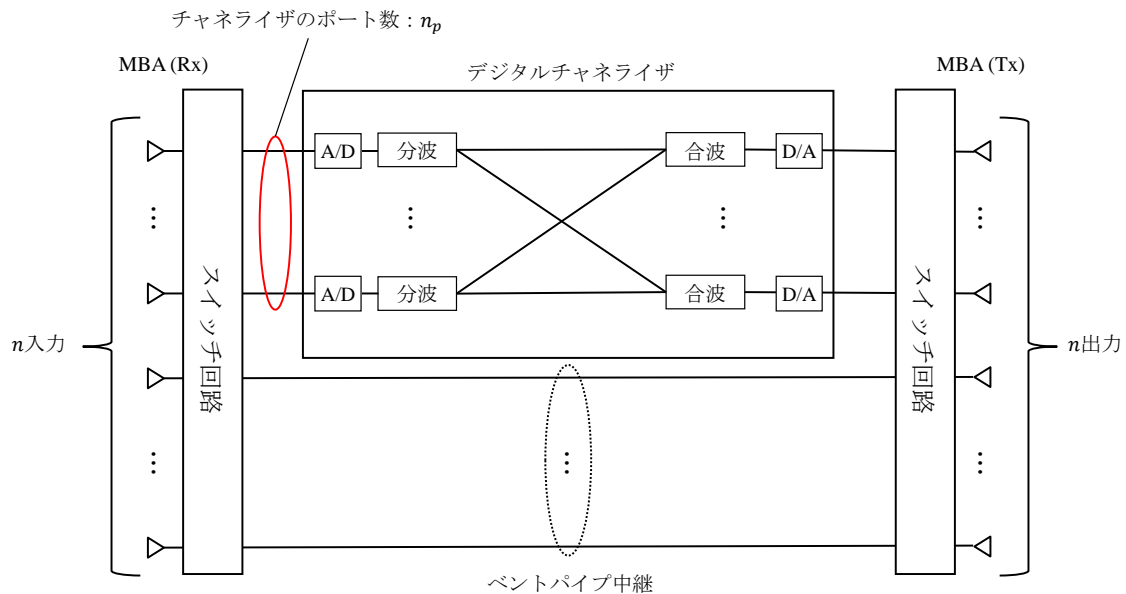 チャネライザのポート数：n_p
MBA (Rx)
デジタルチャネライザ
MBA (Tx)
A/D
分波
合波
D/A
⋮
⋮
⋮
⋮
スイッチ回路
スイッチ回路
A/D
分波
合波
D/A
n入力
n出力
⋮
⋮
⋮
ベントパイプ中継